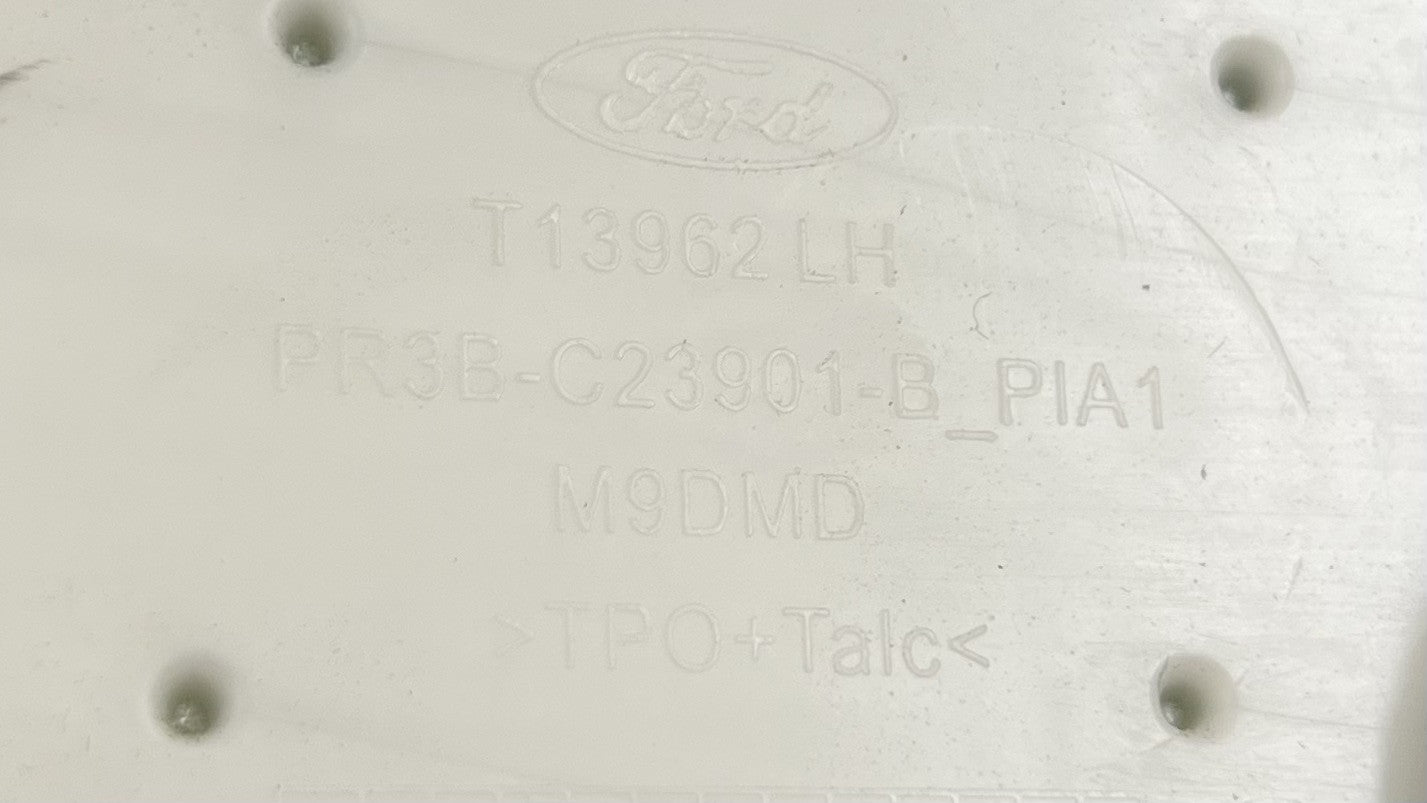 Ford
T13962 LH
PR3B-C23901-B_PIA1
M9DMD
>TPO+Talc<